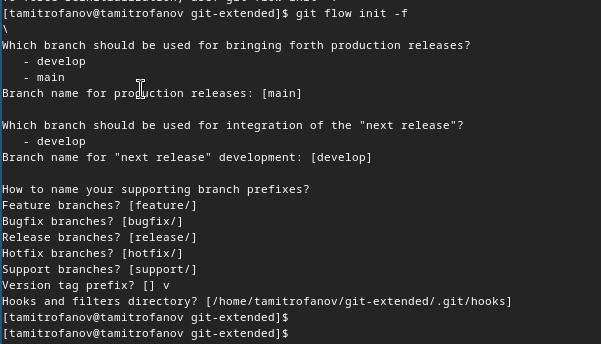 [tamitrofanov@tamitrofanov git-extended]$ git flow init -f
\
Which branch should be used for bringing forth production releases?
   - develop
   - main
Branch name for production releases: [main]
Which branch should be used for integration of the "next release"?
   - develop
Branch name for "next release" development: [develop]
How to name your supporting branch prefixes?
Feature branches? [feature/]
Bugfix branches? [bugfix/]
Release branches? [release/]
Hotfix branches? [hotfix/]
Support branches? [support/]
Version tag prefix? [] v
Hooks and filters directory? [/home/tamitrofanov/git-extended/.git/hooks]
[tamitrofanov@tamitrofanov git-extended]$
[tamitrofanov@tamitrofanov git-extended]$